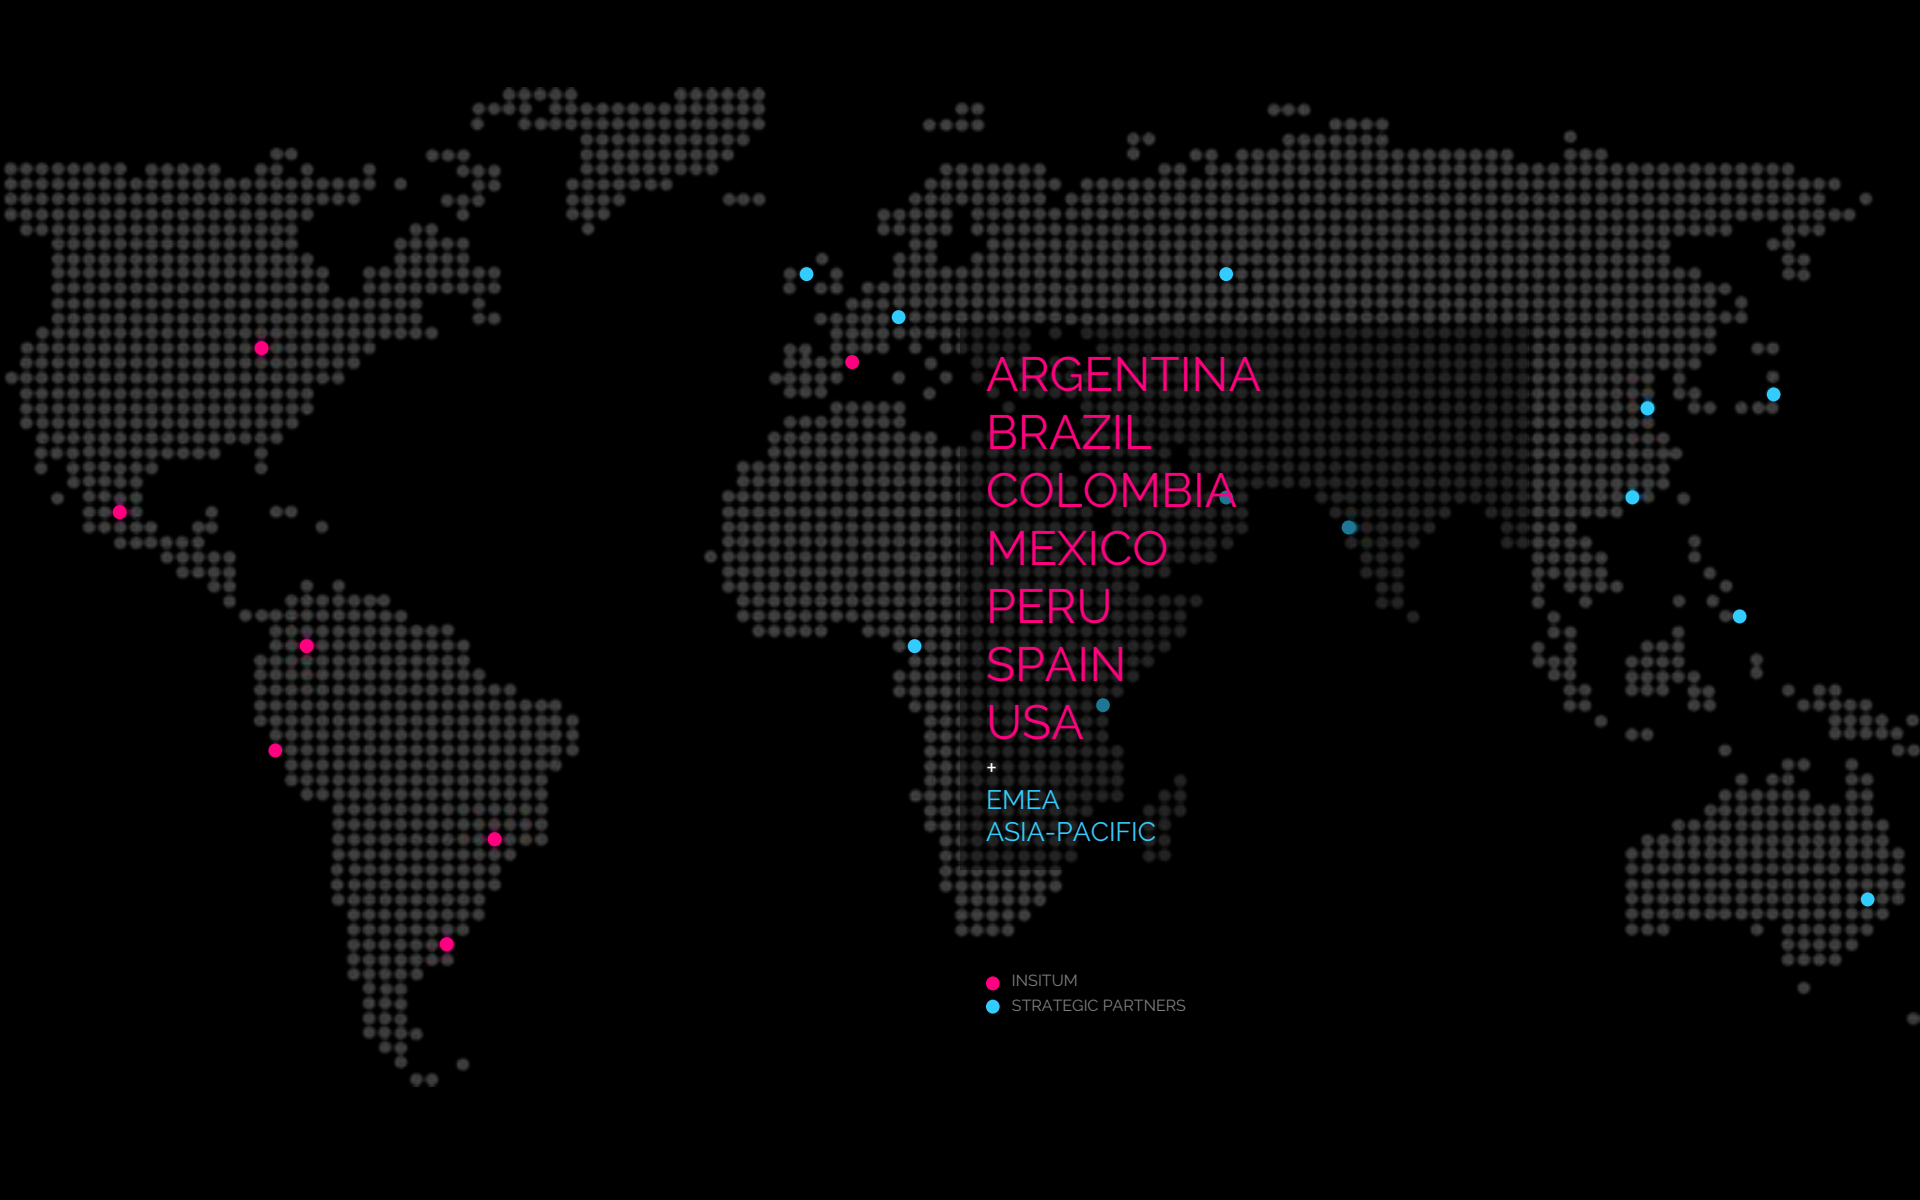 ARGENTINA
BRAZIL
COLOMBIA
MEXICO
PERU
SPAIN
USA
+
EMEA
ASIA-PACIFIC
INSITUM
STRATEGIC PARTNERS